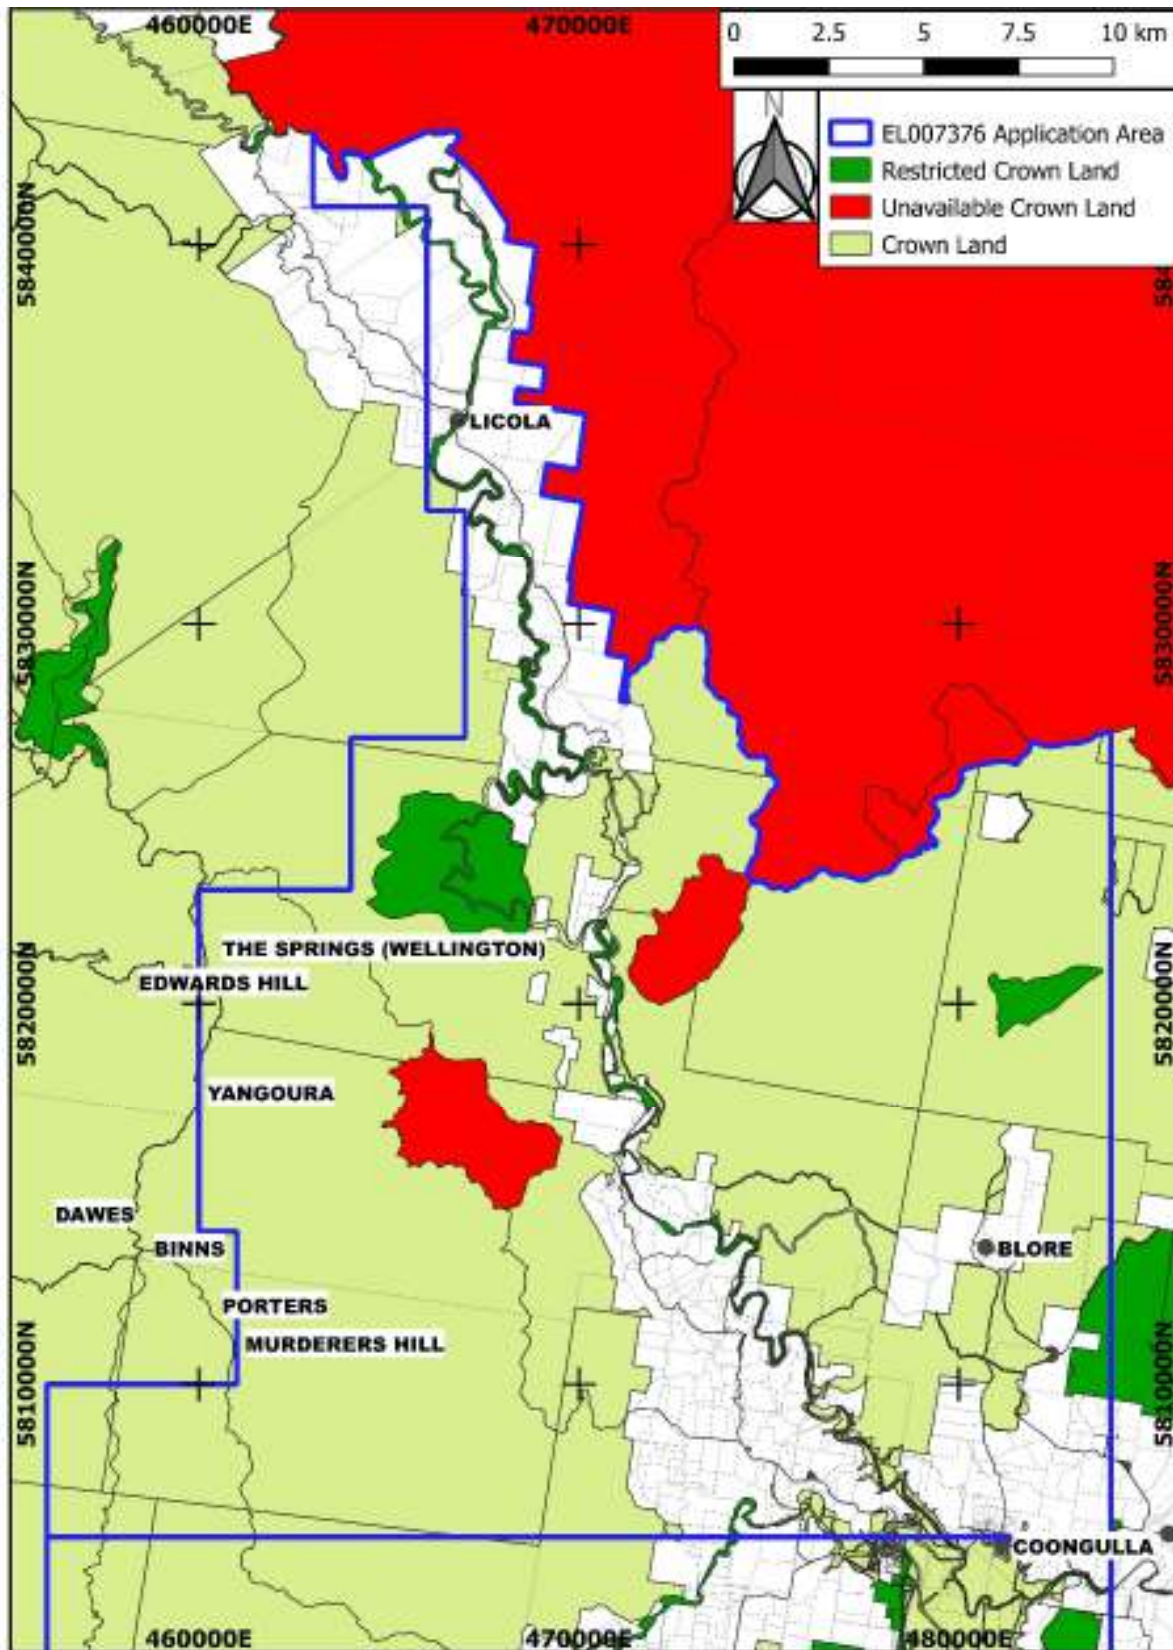 460000E
470000E
0 2.5 5 7.5 10 km
N
EL007376 Application Area
Restricted Crown Land
Unavailable Crown Land
Crown Land
5840000N
584
LICOLA
5830000N
5830000N
THE SPRINGS (WELLINGTON)
EDWARDS HILL
5820000N
5820000N
YANGOURA
DAWES
BINNS
BLORE
PORTERS
MURDERERS HILL
5810000N
5810000N
COONGULLA
460000E
470000E
480000E